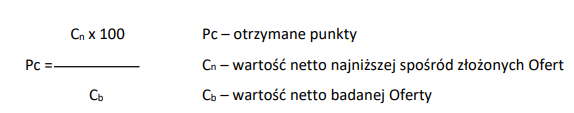 Cn x 100 Pc – otrzymane punkty
Pc = Cn – wartość netto najniższej spośród złożonych Ofert
Cb Cb – wartość netto badanej Oferty